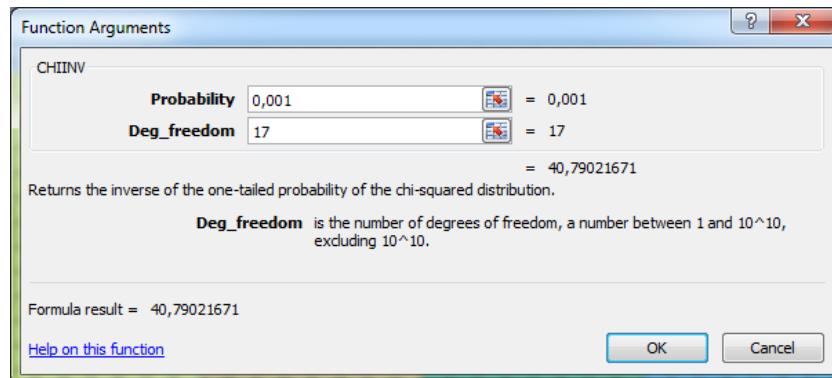 Function Arguments
CHIINV
Probability 0,001 = 0,001
Deg_freedom 17 = 17
= 40,79021671
Returns the inverse of the one-tailed probability of the chi-squared distribution.
Deg_freedom is the number of degrees of freedom, a number between 1 and 10^10,
excluding 10^10.
Formula result = 40,79021671
Help on this function
OK Cancel